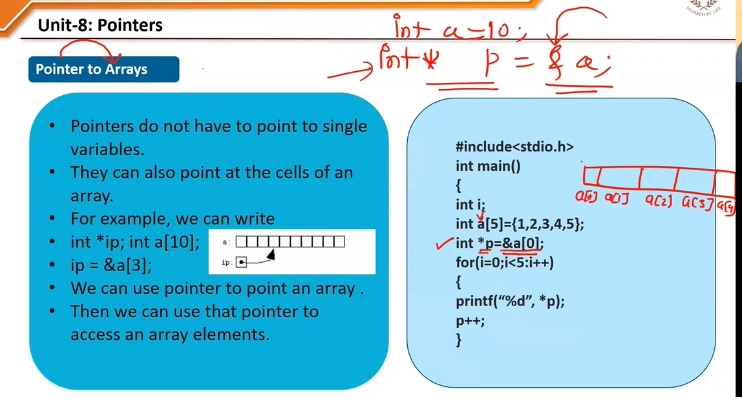 Unit-8: Pointers
int a=10;
int* p = & a;
Pointer to Arrays
• Pointers do not have to point to single
variables.
• They can also point at the cells of an
array.
• For example, we can write
• int *ip; int a[10];
• ip = &a[3];
• We can use pointer to point an array .
• Then we can use that pointer to
access an array elements.
a:
ip:
#include<stdio.h>
int main()
{
int i;
int a[5]={1,2,3,4,5};
int *p=&a[0];
for(i=0;i<5:i++)
{
printf(“%d”, *p);
p++;
}
a[0] a[1] a[2] a[3] a[4]